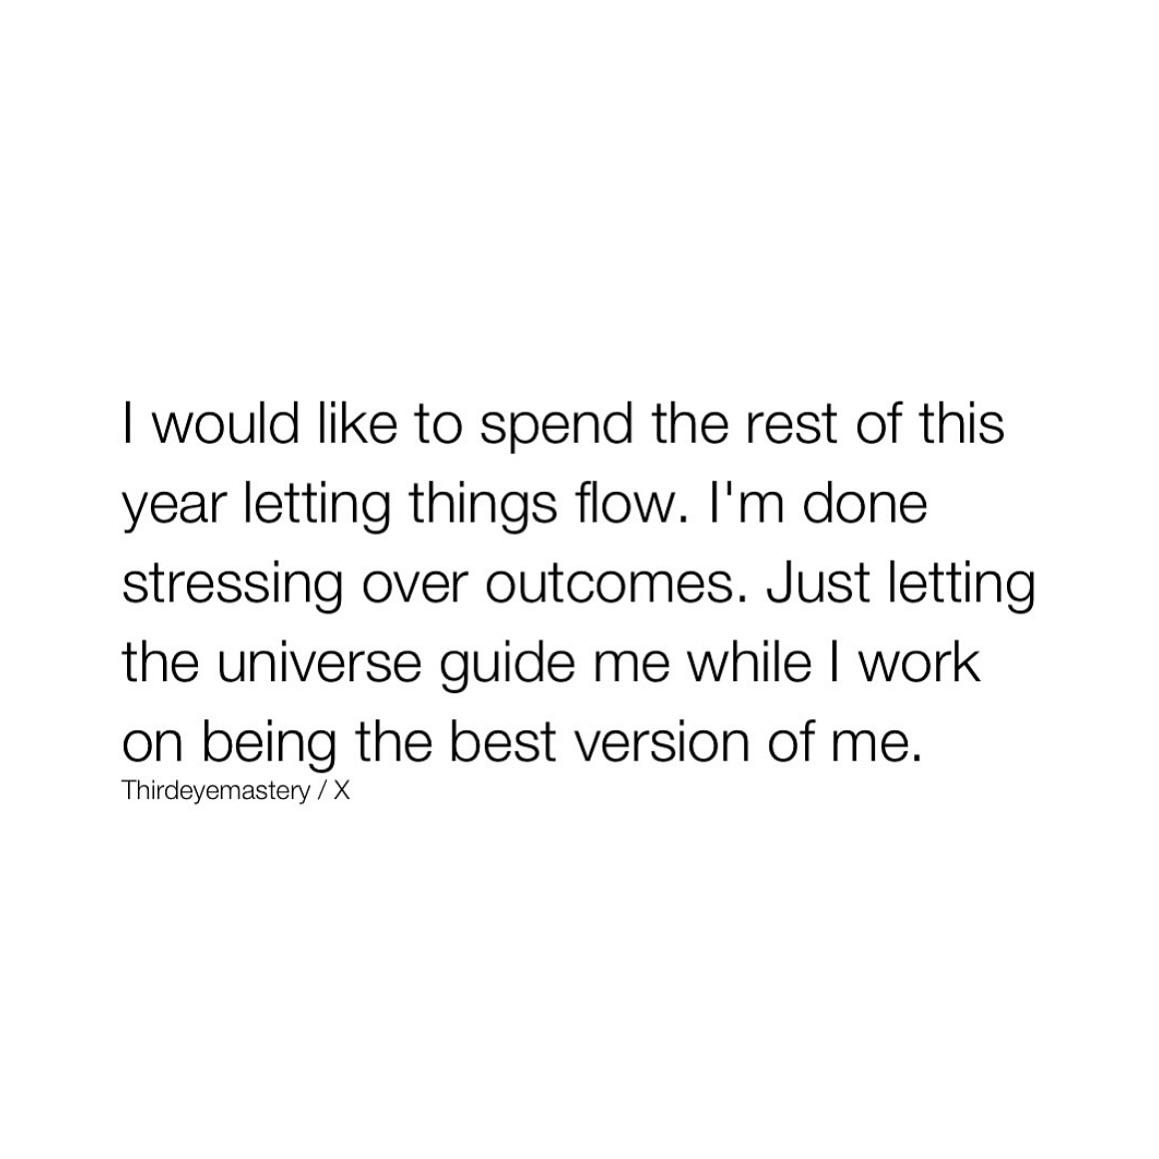 I would like to spend the rest of this
year letting things flow. I'm done
stressing over outcomes. Just letting
the universe guide me while I work
on being the best version of me.
Thirdeyemastery / X